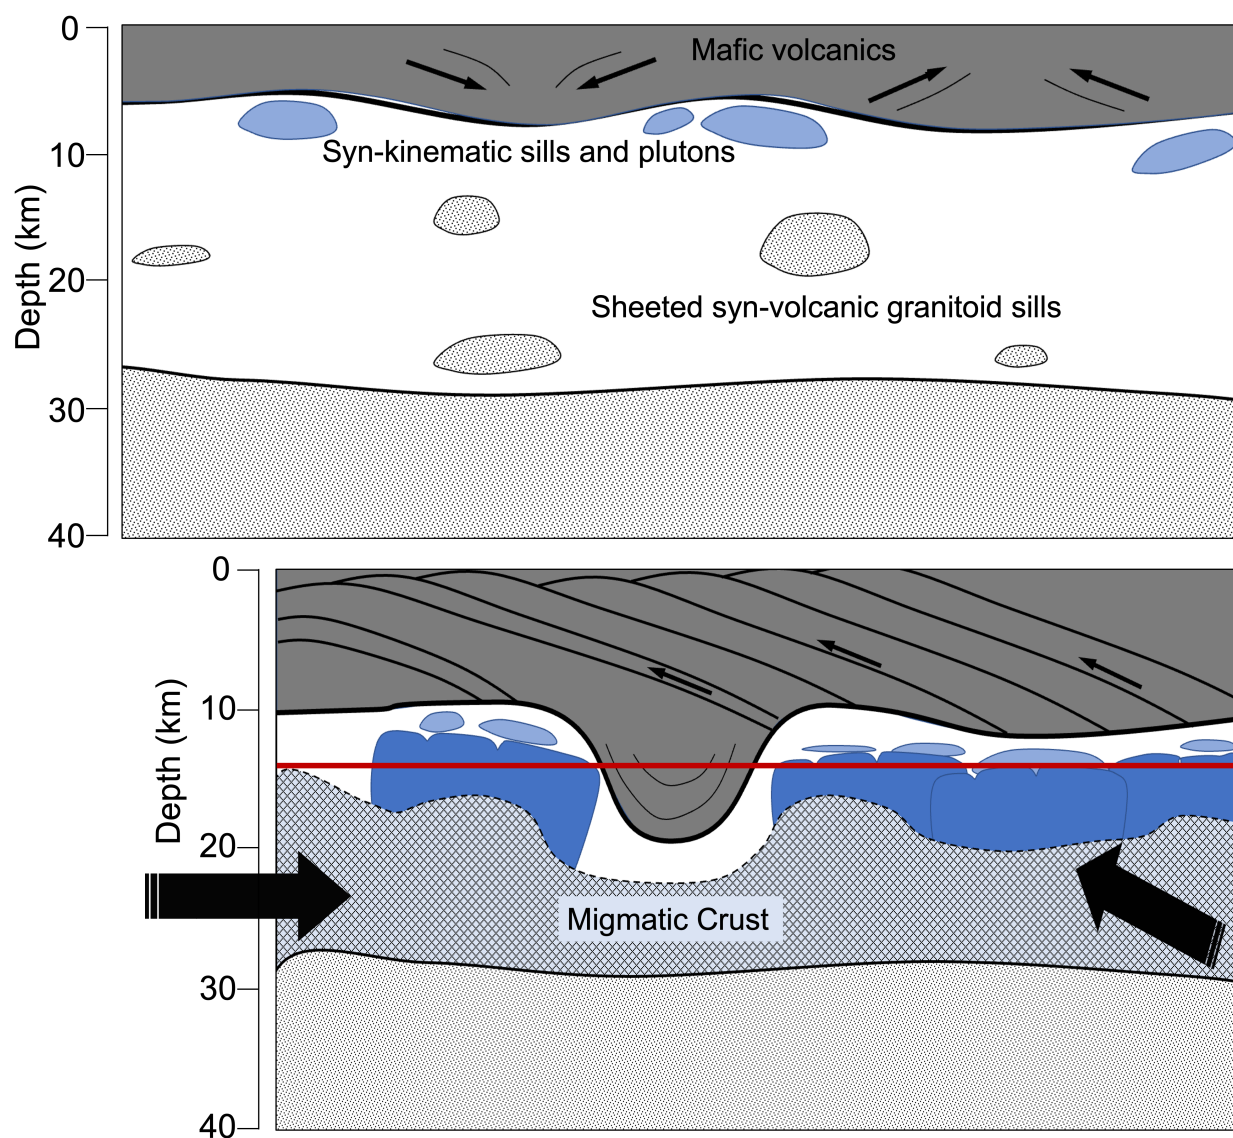 0
Mafic volcanics
Syn-kinematic sills and plutons
10
Depth (km)
20
Sheeted syn-volcanic granitoid sills
30
40
0
10
Depth (km)
20
Migmatic Crust
30
40